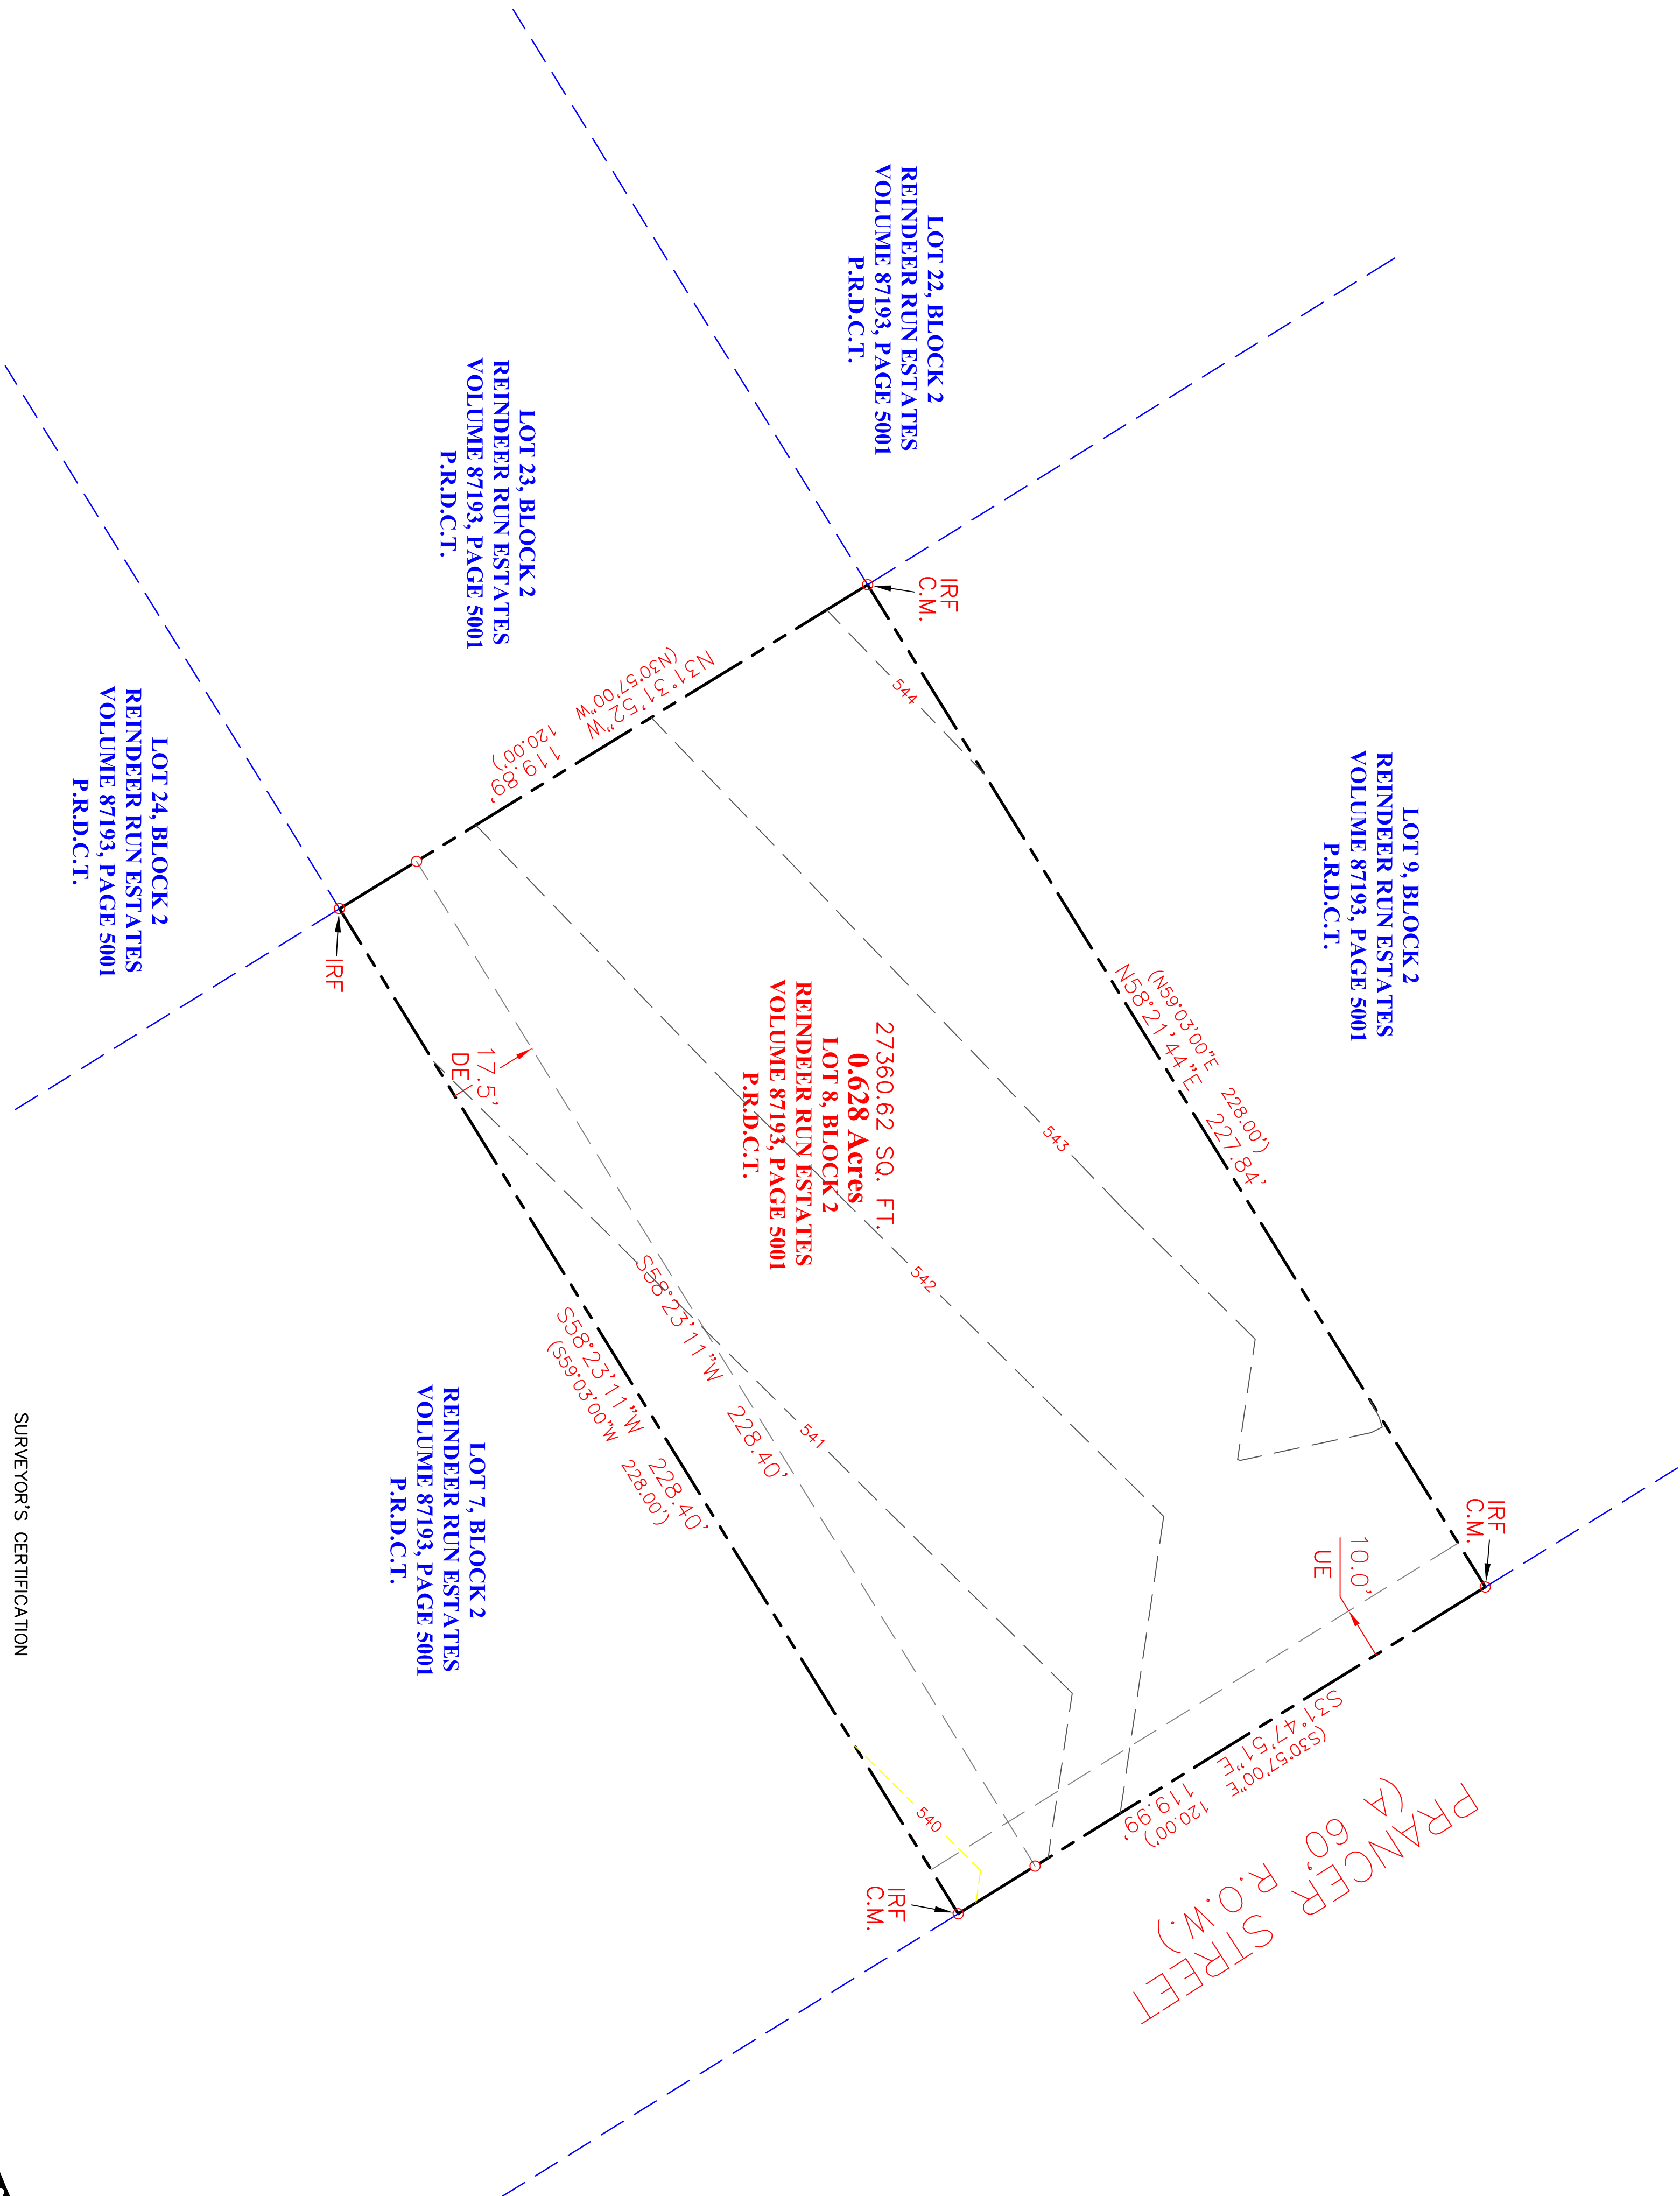 LOT 9, BLOCK 2
REINDEER RUN ESTATES
VOLUME 87193, PAGE 5001
P.R.D.C.T.
LOT 22, BLOCK 2
REINDEER RUN ESTATES
VOLUME 87193, PAGE 5001
P.R.D.C.T.
LOT 23, BLOCK 2
REINDEER RUN ESTATES
VOLUME 87193, PAGE 5001
P.R.D.C.T.
LOT 24, BLOCK 2
REINDEER RUN ESTATES
VOLUME 87193, PAGE 5001
P.R.D.C.T.
IRF
C.M.
IRF
C.M.
10.0'
UE
(N59°03'00"E 228.00')
N58°21'44"E 227.84'
N31°31'52"W 119.89'
(N30°57'00"W 120.00')
544
543
542
541
540
27360.62 SQ. FT.
0.628 Acres
LOT 8, BLOCK 2
REINDEER RUN ESTATES
VOLUME 87193, PAGE 5001
P.R.D.C.T.
(S30°57'00"E 120.00')
S31°47'51"E 119.99'
PRANCER STREET
(A 60' R.O.W.)
17.5'
DE
S58°23'11"W 228.40'
S58°23'11"W 228.40'
(S59°03'00"W 228.00')
IRF
IRF
C.M.
LOT 7, BLOCK 2
REINDEER RUN ESTATES
VOLUME 87193, PAGE 5001
P.R.D.C.T.
SURVEYOR'S CERTIFICATION